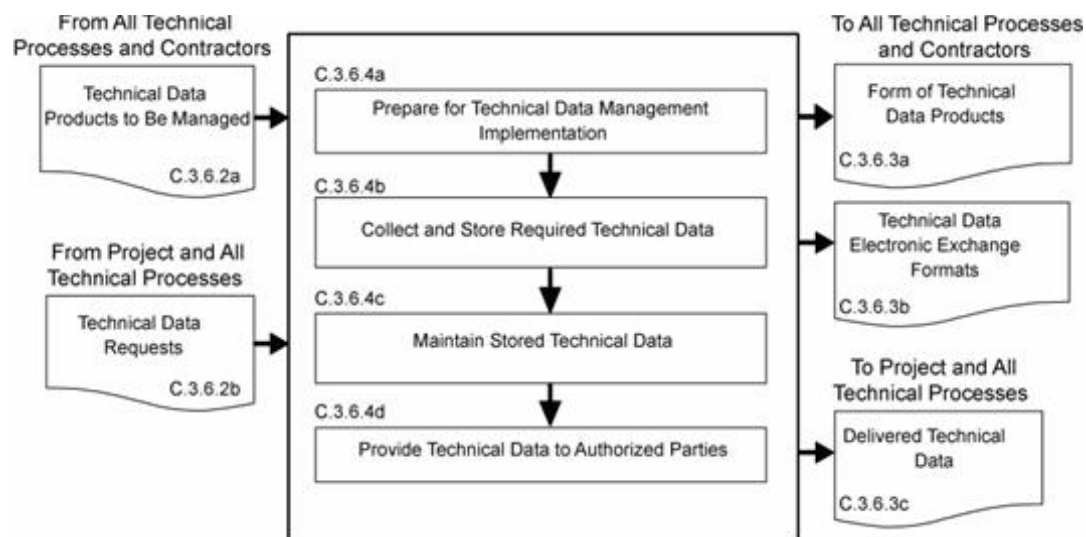 From All Technical
Processes and Contractors
Technical Data
Products to Be Managed
C.3.6.2a
From Project and All
Technical Processes
Technical Data
Requests
C.3.6.2b
C.3.6.4a
Prepare for Technical Data Management
Implementation
C.3.6.4b
Collect and Store Required Technical Data
C.3.6.4c
Maintain Stored Technical Data
C.3.6.4d
Provide Technical Data to Authorized Parties
To All Technical Processes
and Contractors
Form of Technical
Data Products
C.3.6.3a
Technical Data
Electronic Exchange
Formats
C.3.6.3b
To Project and All
Technical Processes
Delivered Technical
Data
C.3.6.3c